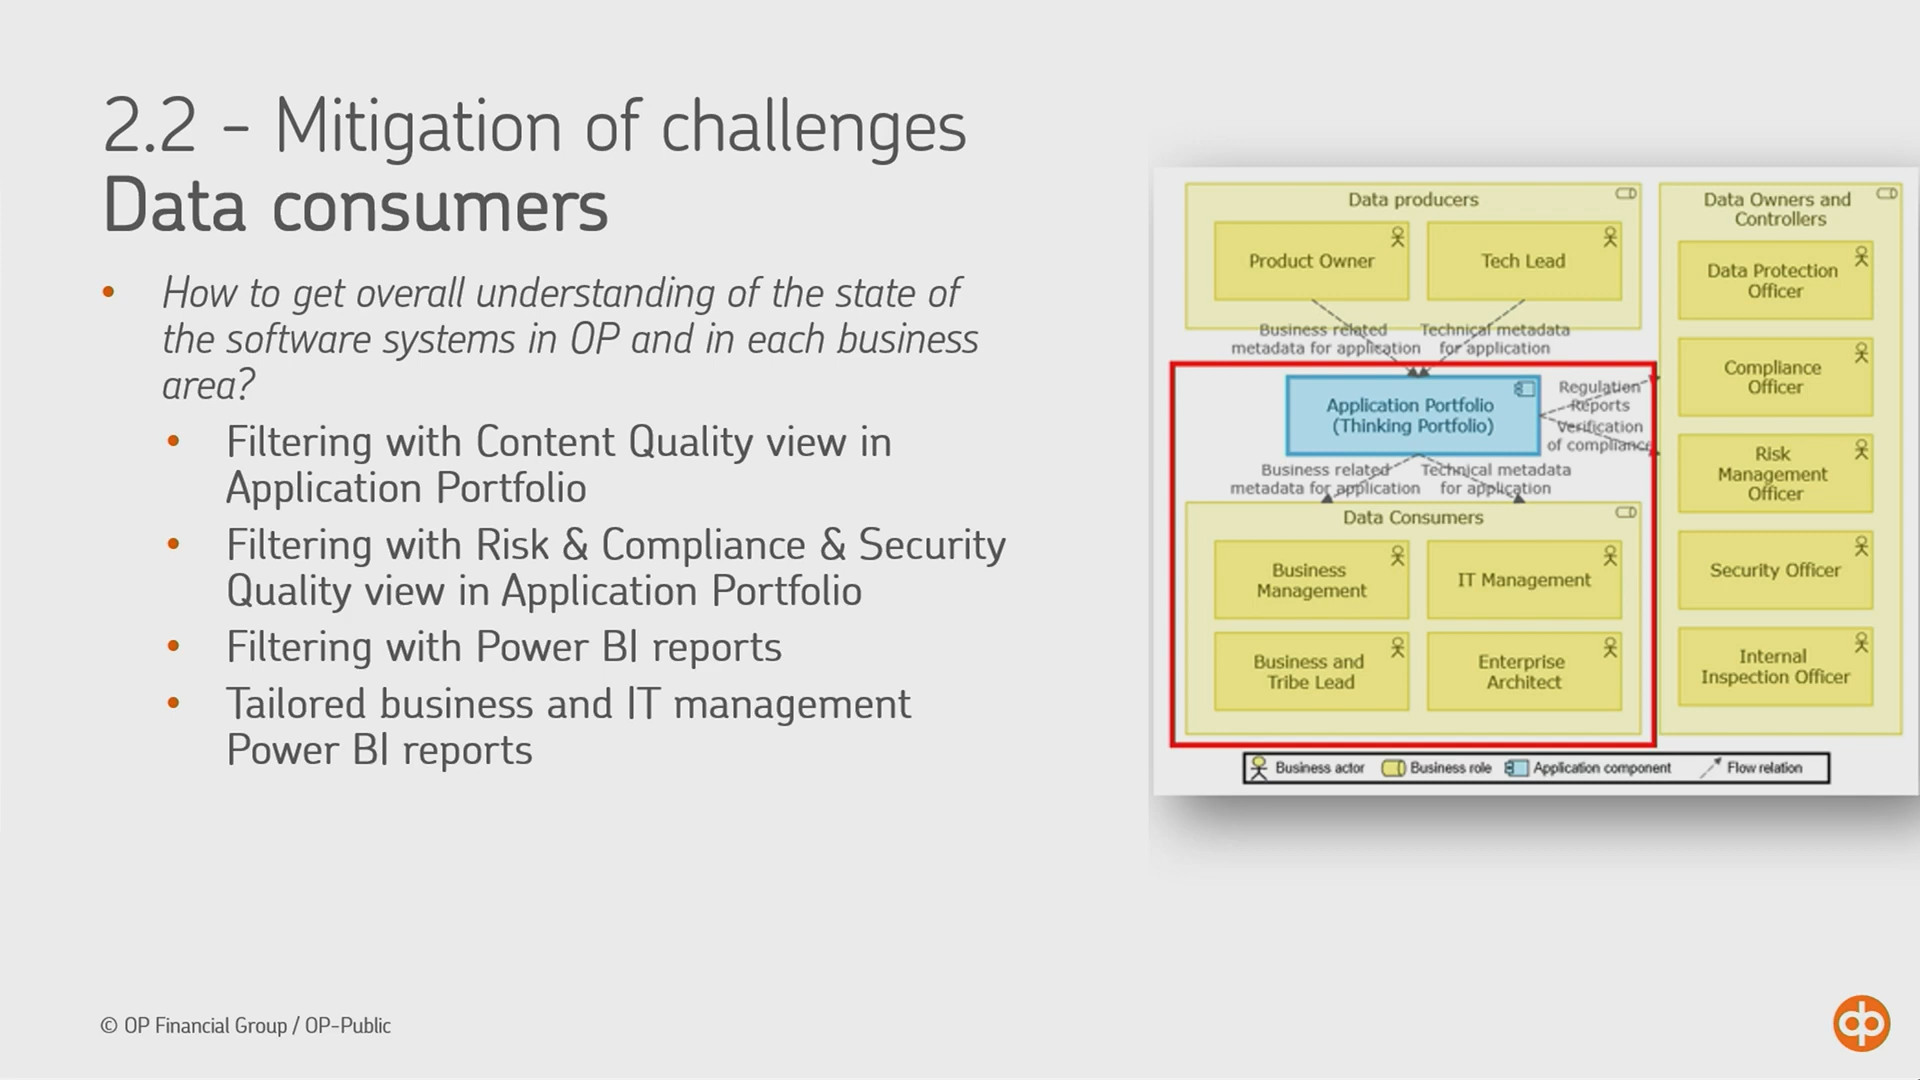 2.2 - Mitigation of challenges
Data consumers
• How to get overall understanding of the state of
the software systems in OP and in each business
area?
• Filtering with Content Quality view in
Application Portfolio
• Filtering with Risk & Compliance & Security
Quality view in Application Portfolio
• Filtering with Power BI reports
• Tailored business and IT management
Power BI reports
Data producers
Product Owner
Tech Lead
Business related
metadata for application
Technical metadata
for application
Application Portfolio
(Thinking Portfolio)
Regulation
Reports
Verification
of compliance
Business related
metadata for application
Technical metadata
for application
Data Consumers
Business
Management
IT Management
Business and
Tribe Lead
Enterprise
Architect
Data Owners and
Controllers
Data Protection
Officer
Compliance
Officer
Risk
Management
Officer
Security Officer
Internal
Inspection Officer
Business actor
Business role
Application component
Flow relation
© OP Financial Group / OP-Public
op